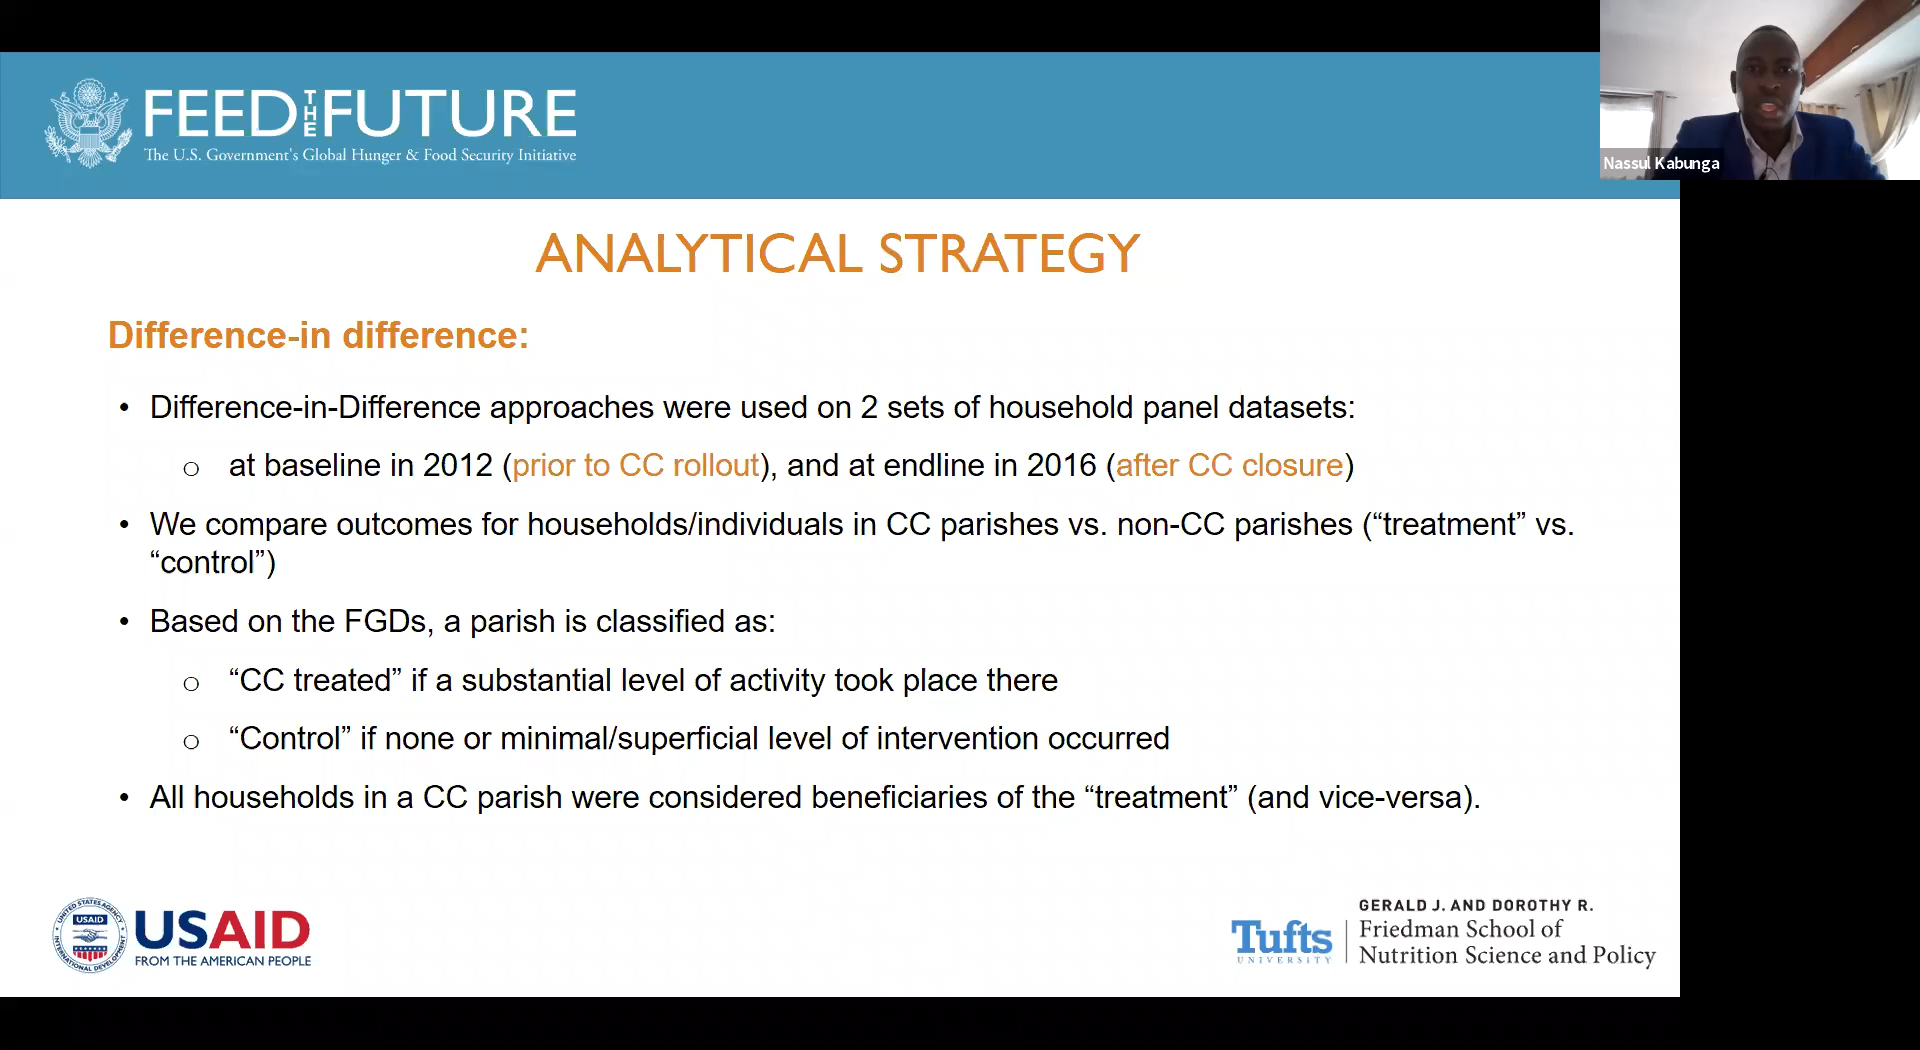 FEED THE FUTURE
The U.S. Government's Global Hunger & Food Security Initiative
Nassul Kabunga
ANALYTICAL STRATEGY
Difference-in difference:
• Difference-in-Difference approaches were used on 2 sets of household panel datasets:
o at baseline in 2012 (prior to CC rollout), and at endline in 2016 (after CC closure)
• We compare outcomes for households/individuals in CC parishes vs. non-CC parishes (“treatment” vs.
“control”)
• Based on the FGDs, a parish is classified as:
o “CC treated” if a substantial level of activity took place there
o “Control” if none or minimal/superficial level of intervention occurred
• All households in a CC parish were considered beneficiaries of the “treatment” (and vice-versa).
UNITED STATES AGENCY
USAID
INTERNATIONAL DEVELOPMENT
USAID
FROM THE AMERICAN PEOPLE
Tufts
UNIVERSITY
GERALD J. AND DOROTHY R.
Friedman School of
Nutrition Science and Policy